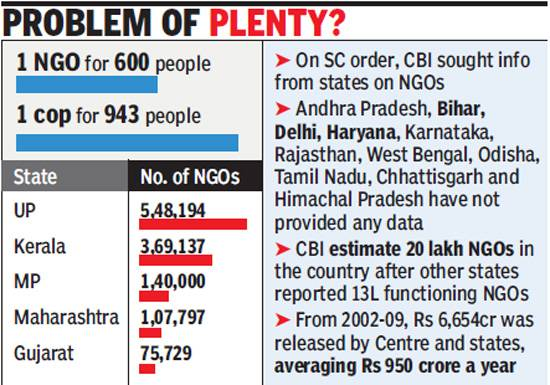 PROBLEM OF PLENTY?
1 NGO for 600 people
1 cop for 943 people
State No. of NGOs
UP 5,48,194
Kerala 3,69,137
MP 1,40,000
Maharashtra 1,07,797
Gujarat 75,729
➤ On SC order, CBI sought info
from states on NGOs
➤ Andhra Pradesh, Bihar,
Delhi, Haryana, Karnataka,
Rajasthan, West Bengal, Odisha,
Tamil Nadu, Chhattisgarh and
Himachal Pradesh have not
provided any data
➤ CBI estimate 20 lakh NGOs in
the country after other states
reported 13L functioning NGOs
➤ From 2002-09, Rs 6,654cr was
released by Centre and states,
averaging Rs 950 crore a year